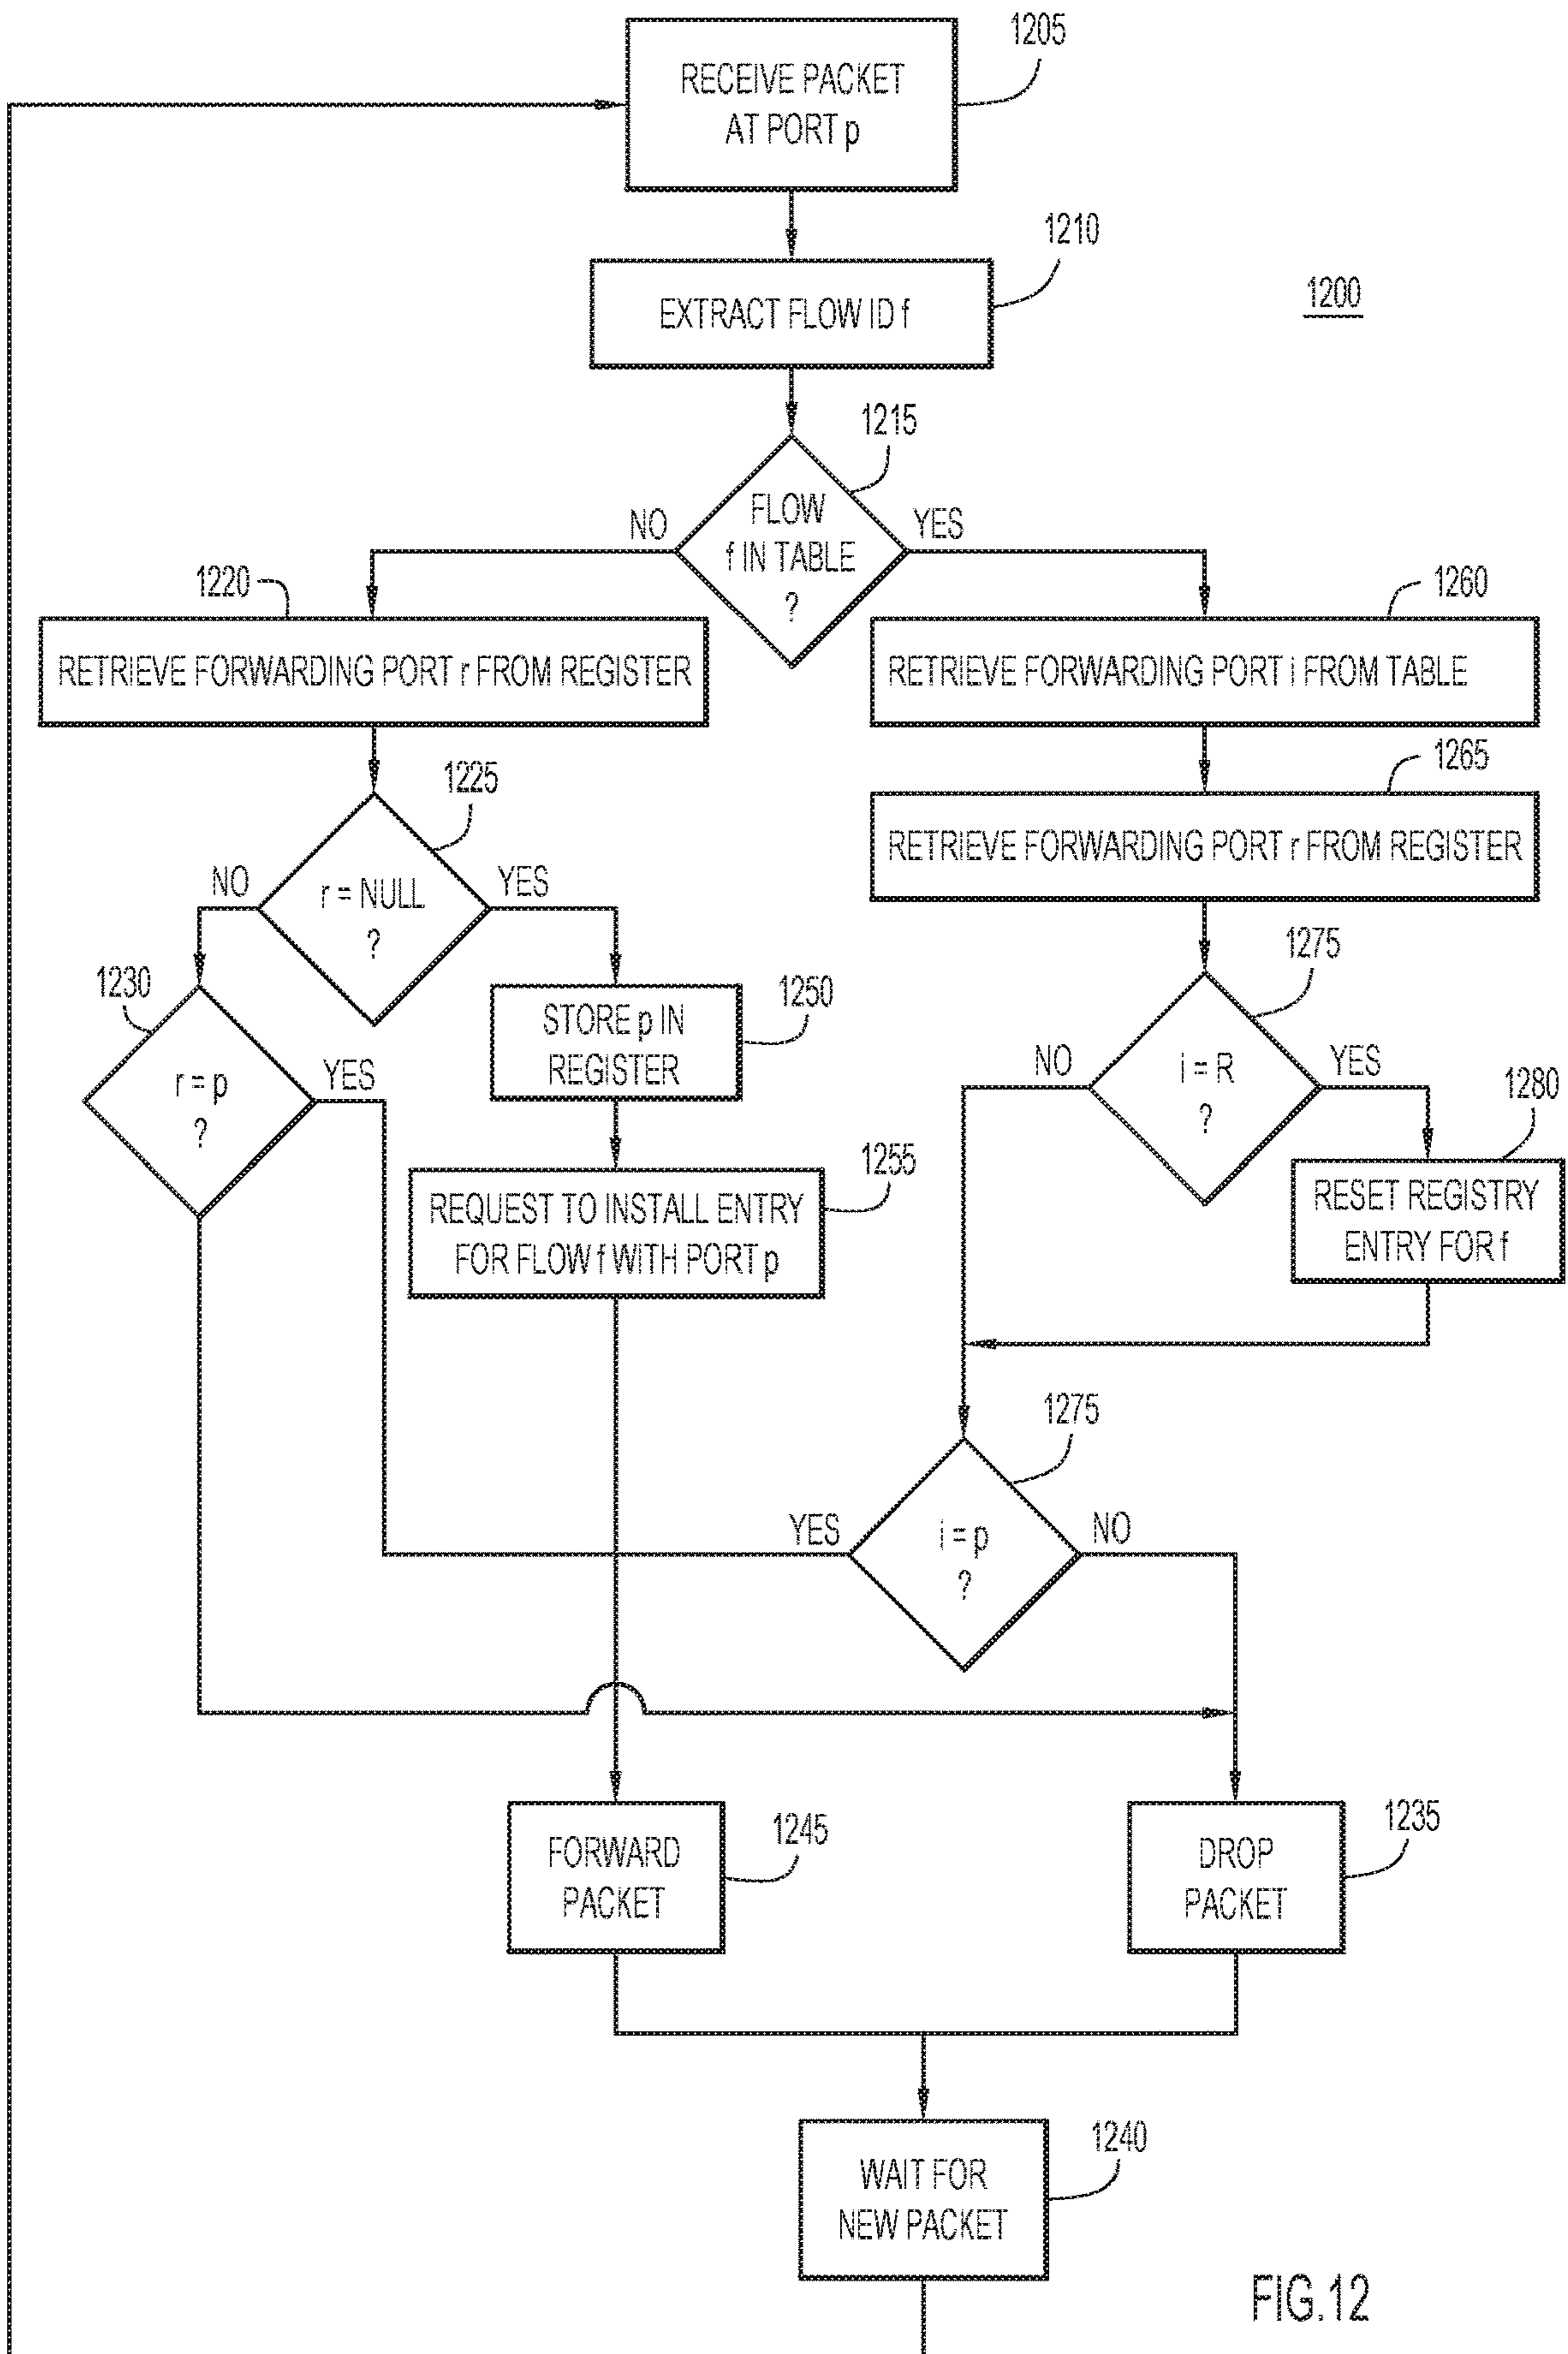 1205
RECEIVE PACKET
AT PORT p
1210
EXTRACT FLOW ID f
1200
1215
FLOW
f IN TABLE
?
NO
YES
1220
RETRIEVE FORWARDING PORT r FROM REGISTER
1260
RETRIEVE FORWARDING PORT i FROM TABLE
1225
r = NULL
?
NO
YES
1265
RETRIEVE FORWARDING PORT r FROM REGISTER
1230
r = p
?
YES
1250
STORE p IN
REGISTER
1275
i = R
?
NO
YES
1255
REQUEST TO INSTALL ENTRY
FOR FLOW f WITH PORT p
1280
RESET REGISTRY
ENTRY FOR f
1275
i = p
?
YES
NO
1245
FORWARD
PACKET
1235
DROP
PACKET
1240
WAIT FOR
NEW PACKET
FIG.12